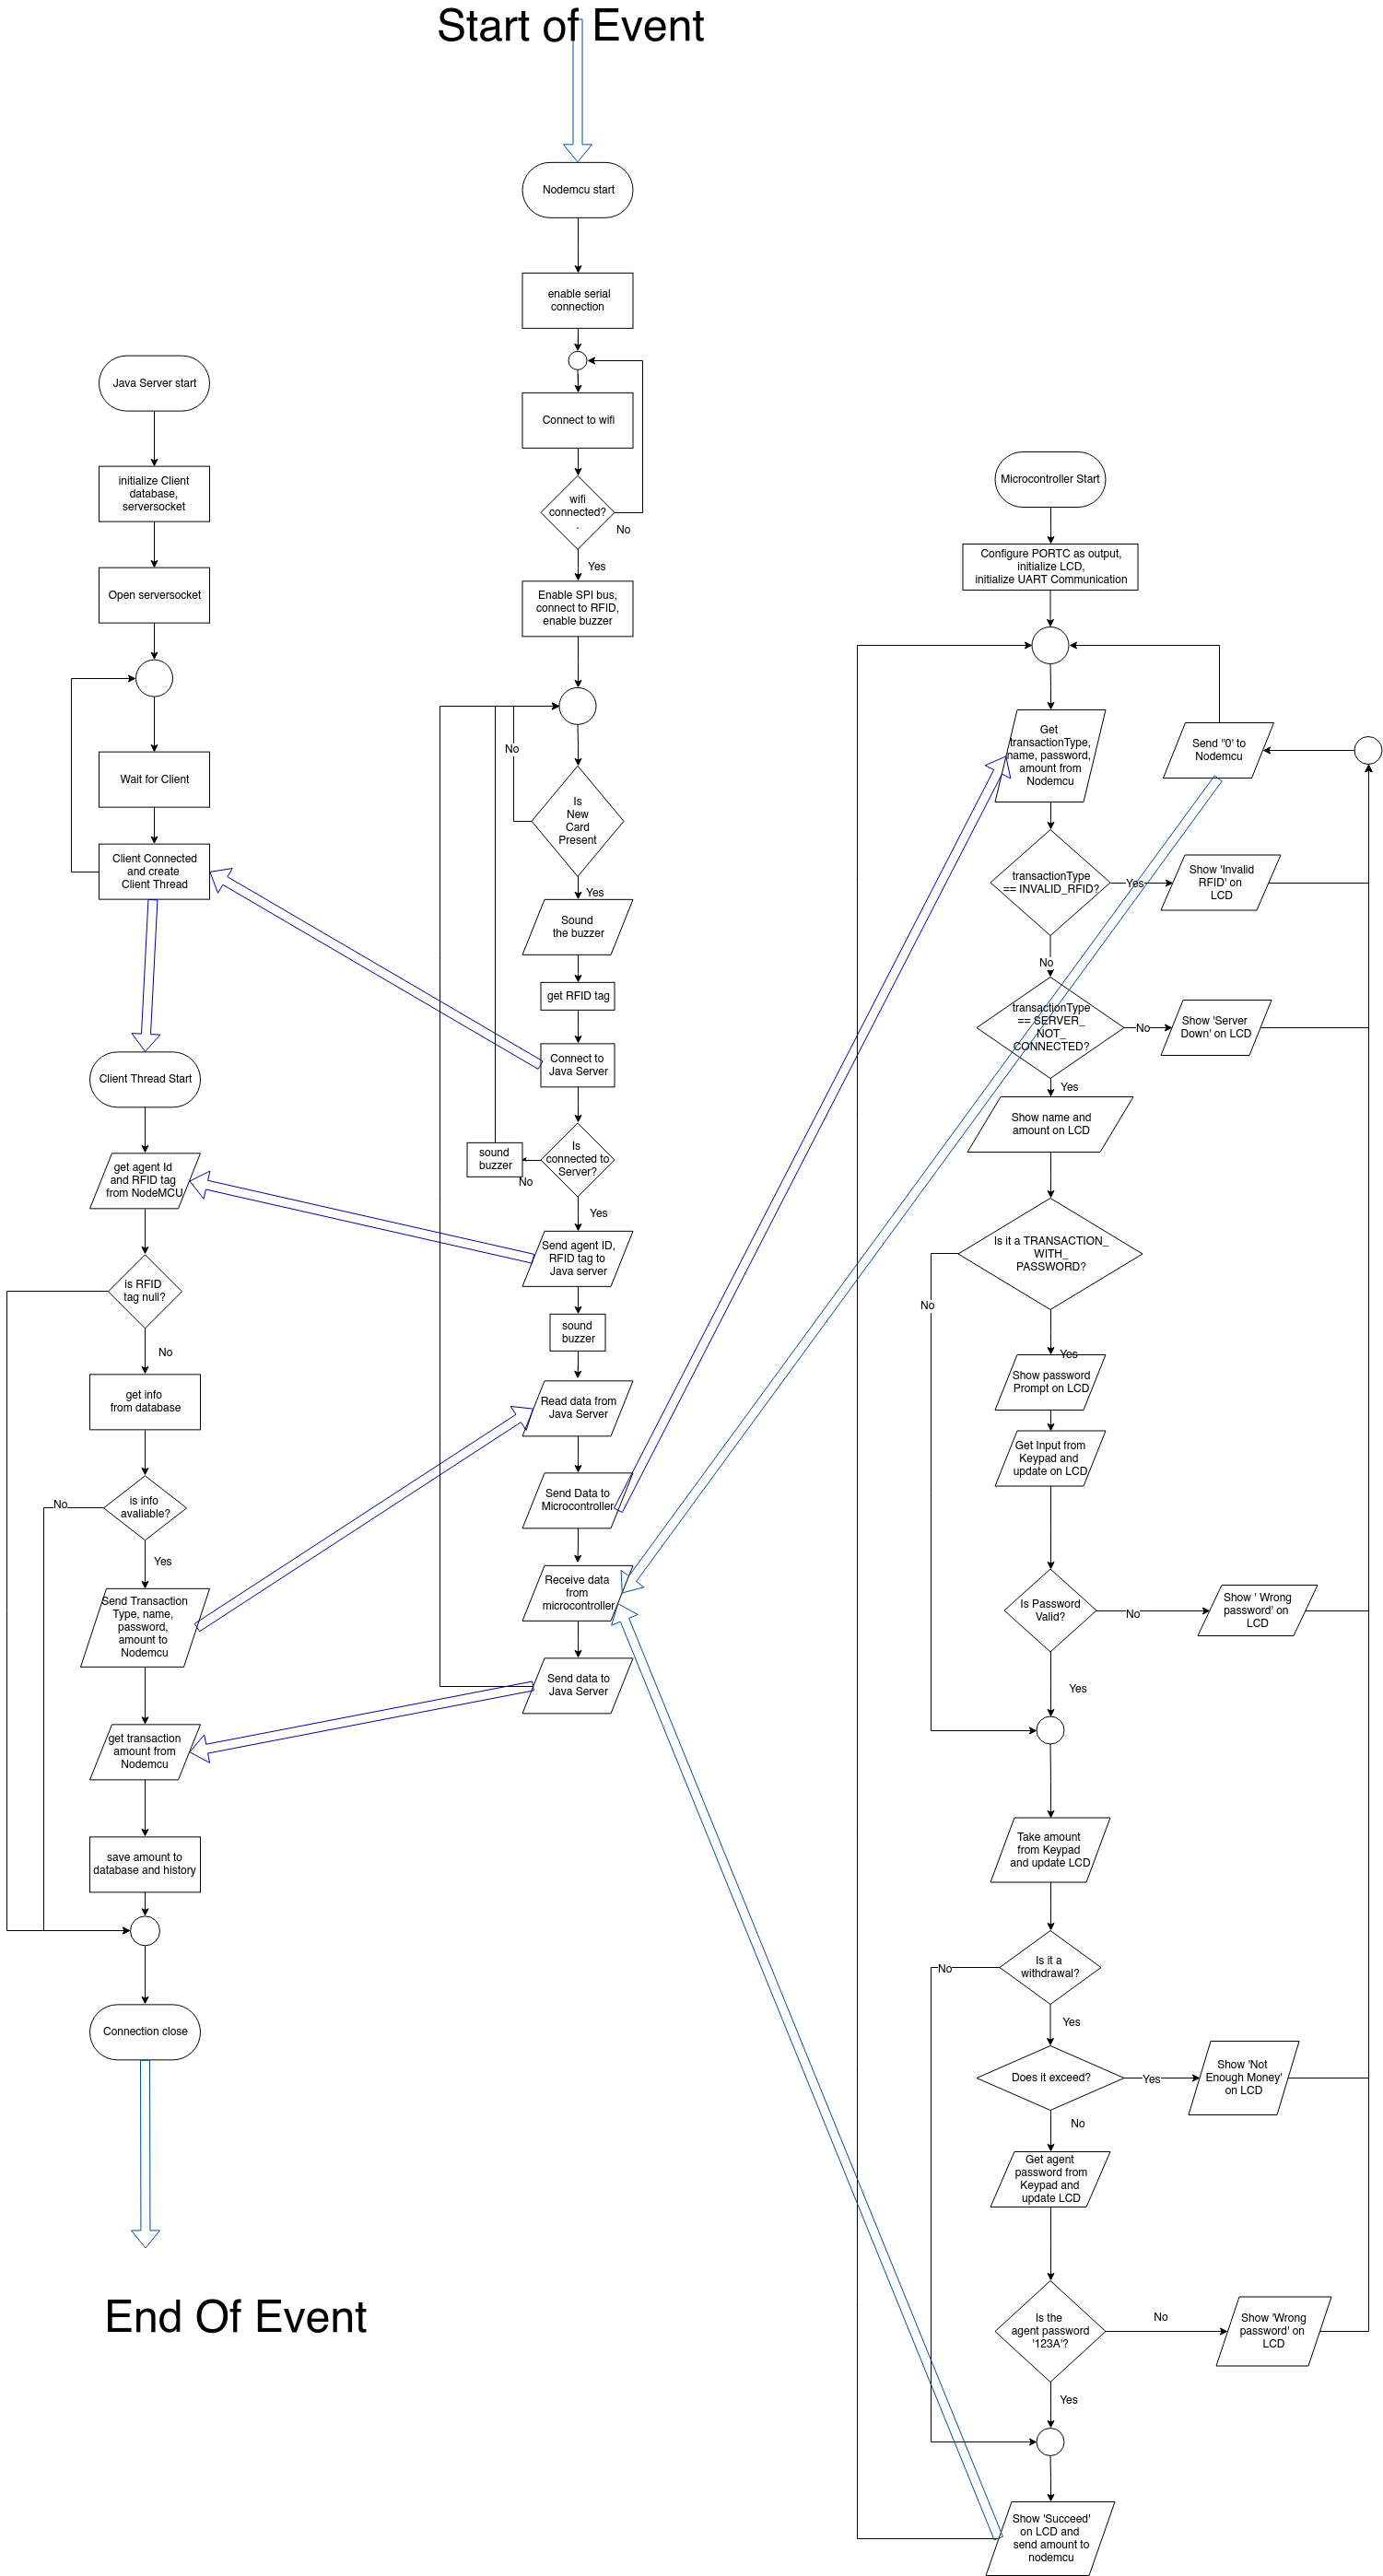 Start of Event
Nodemcu start
enable serial
connection
Connect to wifi
wifi
connected?
.
No
Yes
Enable SPI bus,
connect to RFID,
enable buzzer
No
Is
New
Card
Present
Yes
Sound
the buzzer
get RFID tag
Connect to
Java Server
Is
connected to
Server?
sound
buzzer
No
Yes
Send agent ID,
RFID tag to
Java server
sound
buzzer
Read data from
Java Server
Send Data to
Microcontroller
Receive data
from
microcontroller
Send data to
Java Server
Java Server start
initialize Client
database,
serversocket
Open serversocket
Wait for Client
Client Connected
and create
Client Thread
Client Thread Start
get agent Id
and RFID tag
from NodeMCU
is RFID
tag null?
No
get info
from database
is info
avaliable?
No
Yes
Send Transaction
Type, name,
password,
amount to
Nodemcu
get transaction
amount from
Nodemcu
save amount to
database and history
Connection close
End Of Event
Microcontroller Start
Configure PORTC as output,
initialize LCD,
initialize UART Communication
Get
transactionType,
name, password,
amount from
Nodemcu
Send "0' to
Nodemcu
transactionType
== INVALID_RFID?
Yes
Show 'Invalid
RFID' on
LCD
No
transactionType
== SERVER_
NOT_
CONNECTED?
No
Show 'Server
Down' on LCD
Yes
Show name and
amount on LCD
Is it a TRANSACTION_
WITH_
PASSWORD?
No
Yes
Show password
Prompt on LCD
Get Input from
Keypad and
update on LCD
Is Password
Valid?
No
Show ' Wrong
password' on
LCD
Yes
Take amount
from Keypad
and update LCD
Is it a
withdrawal?
No
Yes
Does it exceed?
Yes
Show 'Not
Enough Money'
on LCD
No
Get agent
password from
Keypad and
update LCD
Is the
agent password
'123A'?
No
Show 'Wrong
password' on
LCD
Yes
Show 'Succeed'
on LCD and
send amount to
nodemcu